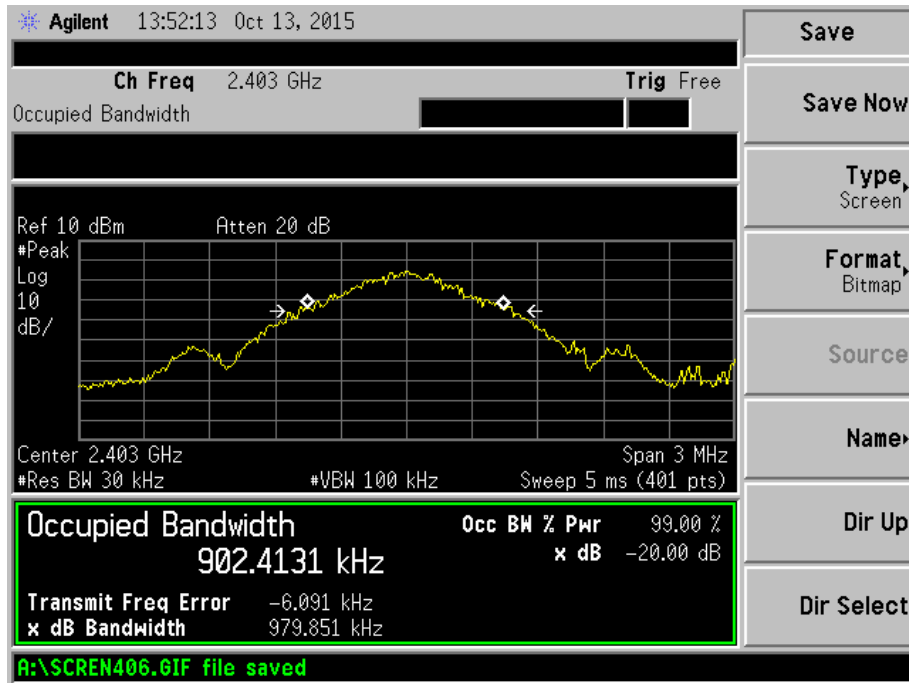 Agilent 13:52:13 Oct 13, 2015
Save
Ch Freq 2.403 GHz Trig Free
Occupied Bandwidth
Save Now
Type
Screen
Format
Bitmap
Source
Name
Dir Up
Dir Select
Ref 10 dBm Atten 20 dB
#Peak
Log
10
dB/
Center 2.403 GHz Span 3 MHz
#Res BW 30 kHz #VBW 100 kHz Sweep 5 ms (401 pts)
Occupied Bandwidth Occ BW % Pwr 99.00 %
902.4131 kHz x dB -20.00 dB
Transmit Freq Error -6.091 kHz
x dB Bandwidth 979.851 kHz
A:\SCREN406.GIF file saved